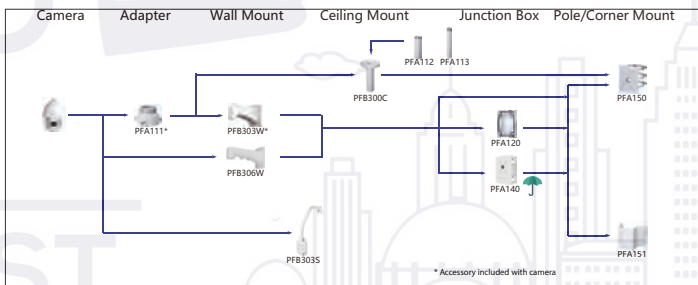 Camera Adapter Wall Mount Ceiling Mount Junction Box Pole/Corner Mount
PFA112 PFA113
PFB300C
PFA150
PFA111*
PFB303W*
PFA120
PFB306W
PFA140
PFB303S
PFA151
* Accessory included with camera